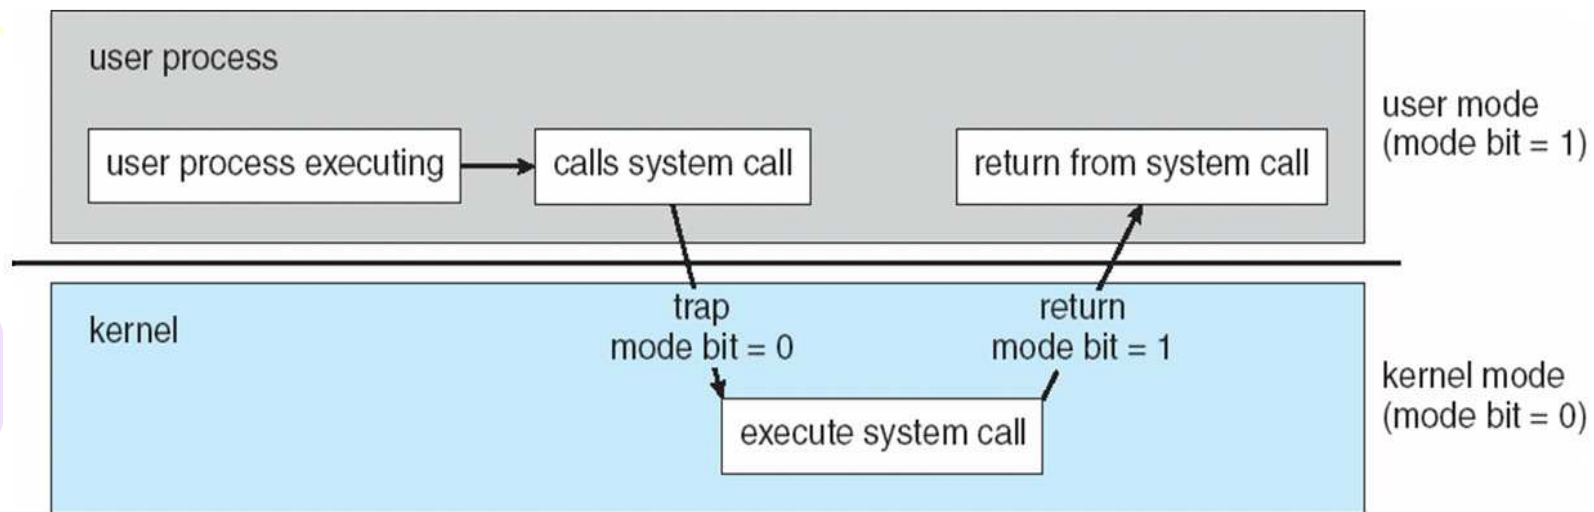 user process
user process executing
calls system call
return from system call
user mode
(mode bit = 1)
kernel
trap
mode bit = 0
return
mode bit = 1
execute system call
kernel mode
(mode bit = 0)